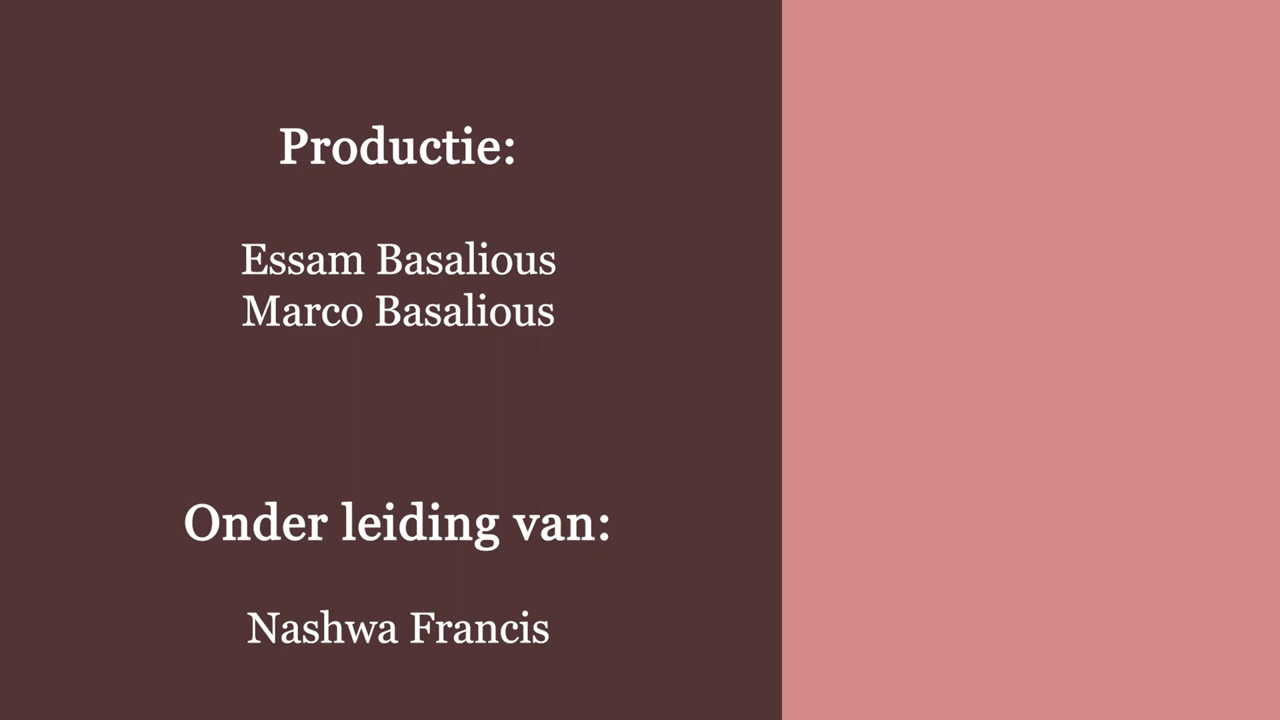 Productie:
Essam Basalious
Marco Basalious
Onder leiding van:
Nashwa Francis